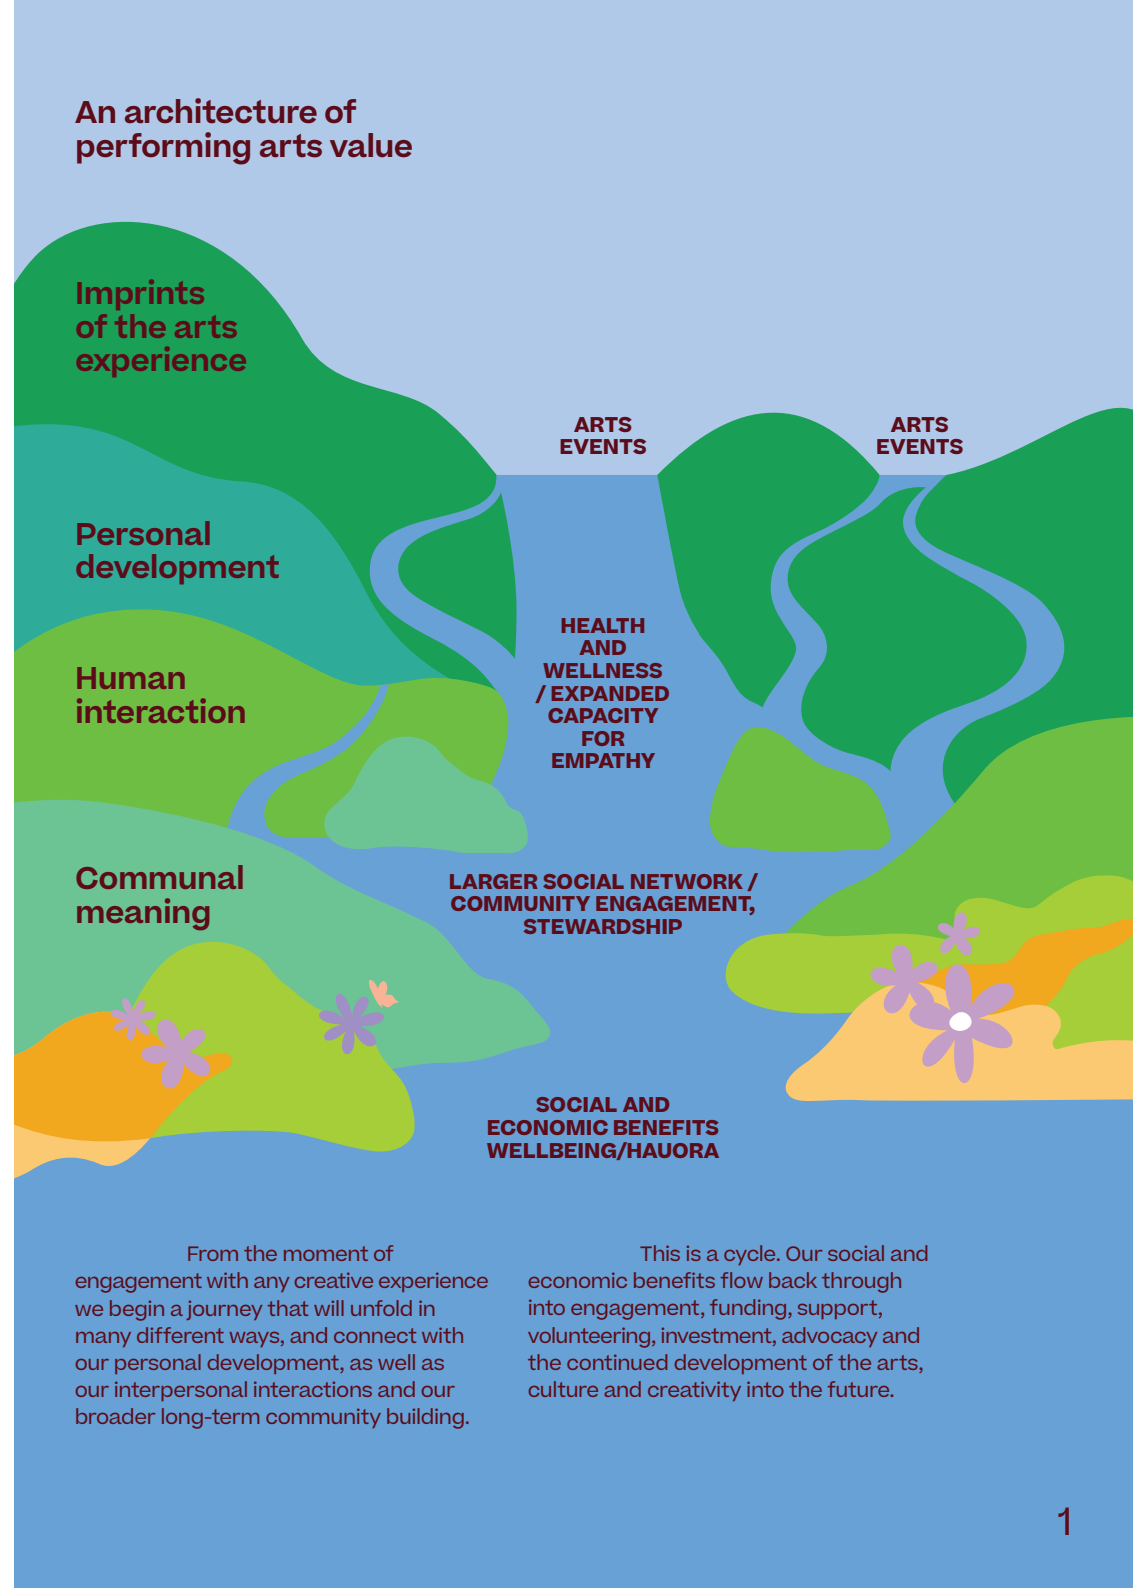 An architecture of
performing arts value
Imprints
of the arts
experience
ARTS
EVENTS
ARTS
EVENTS
Personal
development
HEALTH
AND
WELLNESS
/ EXPANDED
CAPACITY
FOR
EMPATHY
Human
interaction
Communal
meaning
LARGER SOCIAL NETWORK /
COMMUNITY ENGAGEMENT,
STEWARDSHIP
SOCIAL AND
ECONOMIC BENEFITS
WELLBEING/HAUORA
From the moment of
engagement with any creative experience
we begin a journey that will unfold in
many different ways, and connect with
our personal development, as well as
our interpersonal interactions and our
broader long-term community building.
This is a cycle. Our social and
economic benefits flow back through
into engagement, funding, support,
volunteering, investment, advocacy and
the continued development of the arts,
culture and creativity into the future.
1